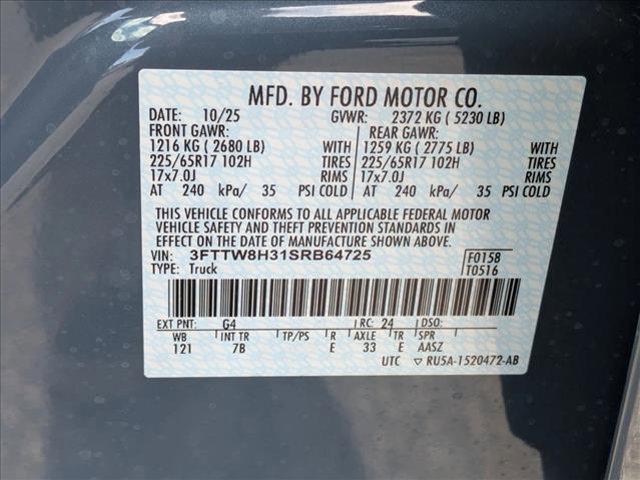 MFD. BY FORD MOTOR CO.
DATE: 10/25 GVWR: 2372 KG ( 5230 LB)
FRONT GAWR: REAR GAWR:
1216 KG ( 2680 LB) WITH 1259 KG ( 2775 LB) WITH
225/65R17 102H TIRES 225/65R17 102H TIRES
17x7.0J RIMS 17x7.0J RIMS
AT 240 kPa/ 35 PSI COLD AT 240 kPa/ 35 PSI COLD
THIS VEHICLE CONFORMS TO ALL APPLICABLE FEDERAL MOTOR
VEHICLE SAFETY AND THEFT PREVENTION STANDARDS IN
EFFECT ON THE DATE OF MANUFACTURE SHOWN ABOVE.
VIN: 3FTTW8H31SRB64725 F0158
TYPE: Truck T0516
EXT PNT: G4 RC: 24 DSO:
WB INT TR TP/PS R AXLE TR SPR
121 7B E 33 E AASZ
UTC ▽ RU5A-1520472-AB